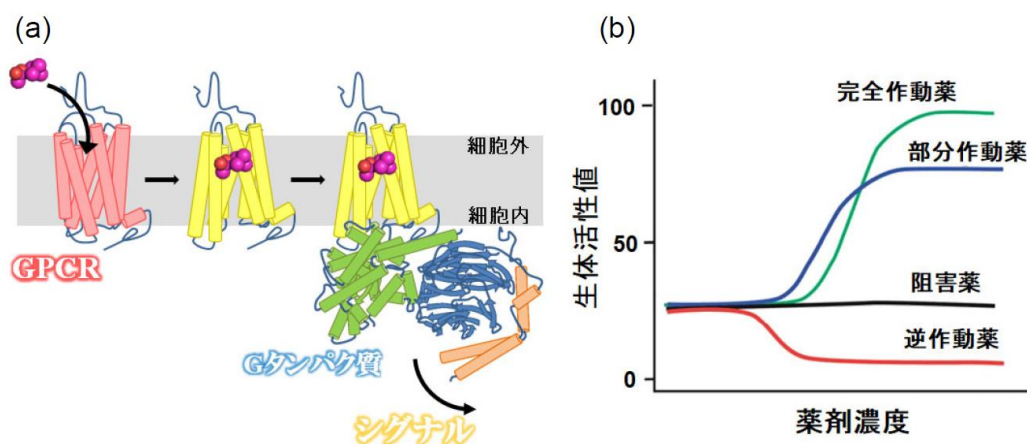 (a)
細胞外
細胞内
GPCR
Gタンパク質
シグナル
(b)
生体活性値
100
50
0
完全作動薬
部分作動薬
阻害薬
逆作動薬
薬剤濃度